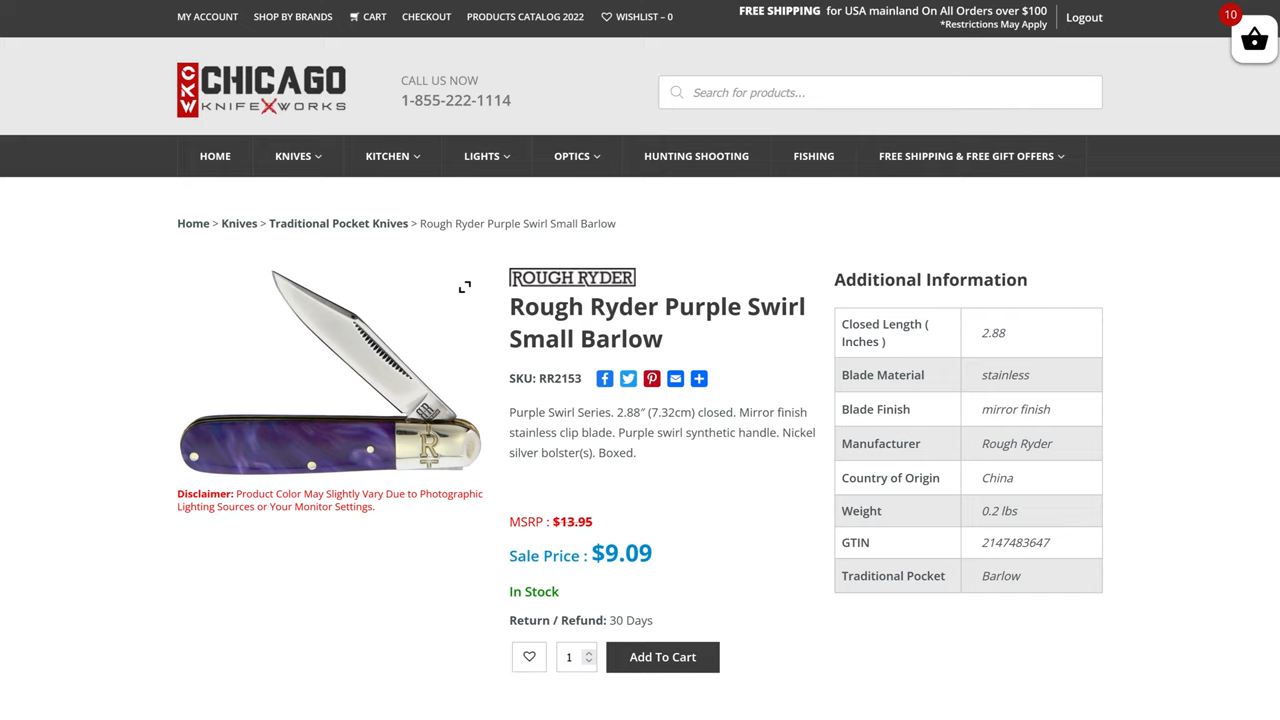 MY ACCOUNT SHOP BY BRANDS CART CHECKOUT PRODUCTS CATALOG 2022 WISHLIST – 0
FREE SHIPPING for USA mainland On All Orders over $100
*Restrictions May Apply
Logout
10
CKW CHICAGO
KNIFE WORKS
CALL US NOW
1-855-222-1114
Search for products...
HOME KNIVES KITCHEN LIGHTS OPTICS HUNTING SHOOTING FISHING FREE SHIPPING & FREE GIFT OFFERS
Home > Knives > Traditional Pocket Knives > Rough Ryder Purple Swirl Small Barlow
RT
Disclaimer: Product Color May Slightly Vary Due to Photographic
Lighting Sources or Your Monitor Settings.
ROUGH RYDER
Rough Ryder Purple Swirl
Small Barlow
SKU: RR2153
Purple Swirl Series. 2.88″ (7.32cm) closed. Mirror finish
stainless clip blade. Purple swirl synthetic handle. Nickel
silver bolster(s). Boxed.
MSRP : $13.95
Sale Price : $9.09
In Stock
Return / Refund: 30 Days
1
Add To Cart
Additional Information
Closed Length (
Inches ) 2.88
Blade Material stainless
Blade Finish mirror finish
Manufacturer Rough Ryder
Country of Origin China
Weight 0.2 lbs
GTIN 2147483647
Traditional Pocket Barlow